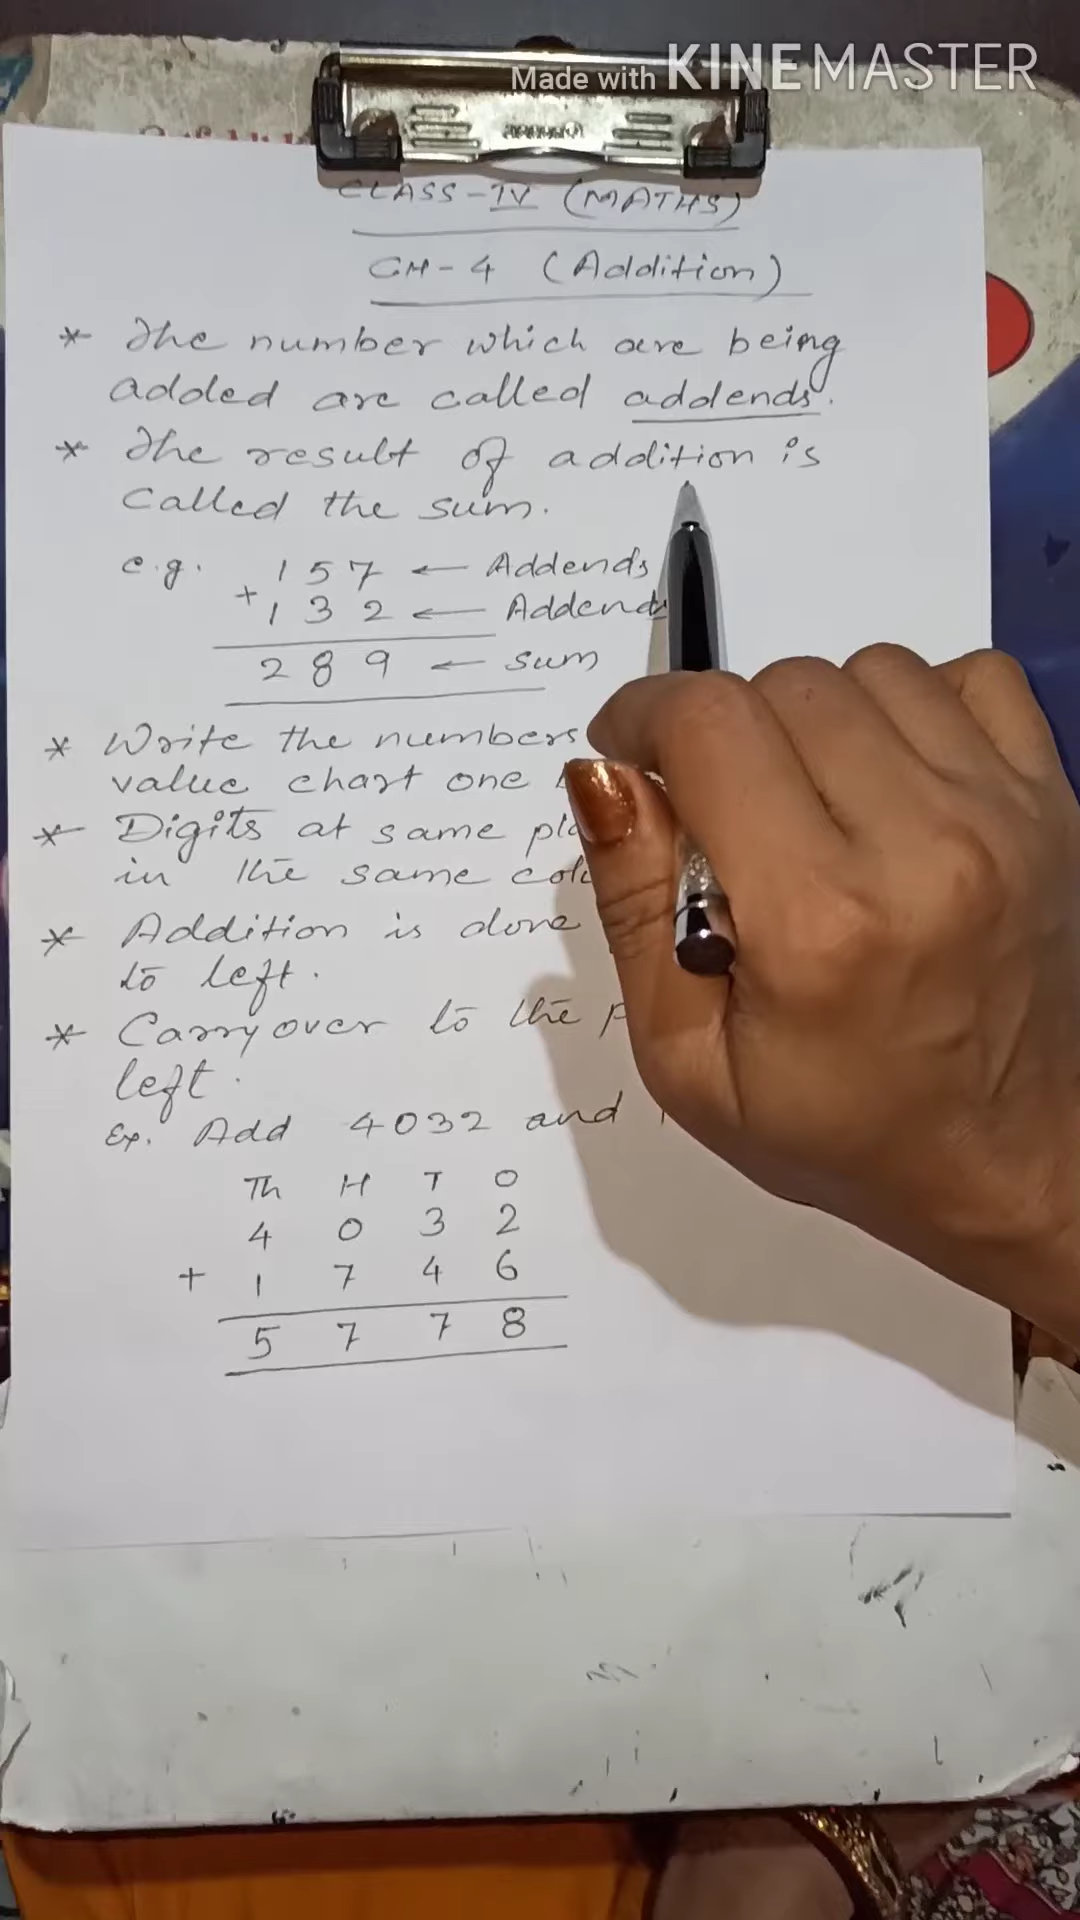 Made with KINEMASTER
CLASS-IV (MATHS)
CH-4 (Addition)
* The number which are being
added are called addends.
* The result of addition is
called the sum.
e.g. 157 ← Addends
+ 132 ← Addends
289 ← sum
* Write the numbers
value chart one
* Digits at same
in the same
* Addition is done
to left.
* Carryover to the
left.
Ex. Add 4032 and
Th H T O
4 0 3 2
+ 1 7 4 6
5 7 7 8